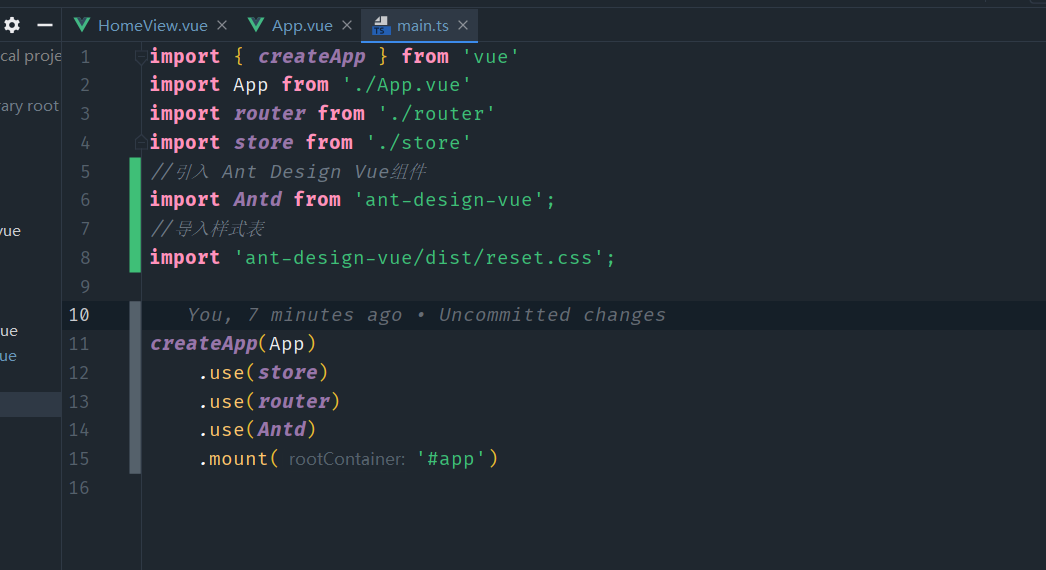 HomeView.vue
App.vue
main.ts
cal proje
ary root
vue
ue
ue
1 import { createApp } from 'vue'
2 import App from './App.vue'
3 import router from './router'
4 import store from './store'
5 //引入 Ant Design Vue组件
6 import Antd from 'ant-design-vue';
7 //导入样式表
8 import 'ant-design-vue/dist/reset.css';
9
10 You, 7 minutes ago • Uncommitted changes
11 createApp(App)
12 .use(store)
13 .use(router)
14 .use(Antd)
15 .mount( rootContainer: '#app')
16